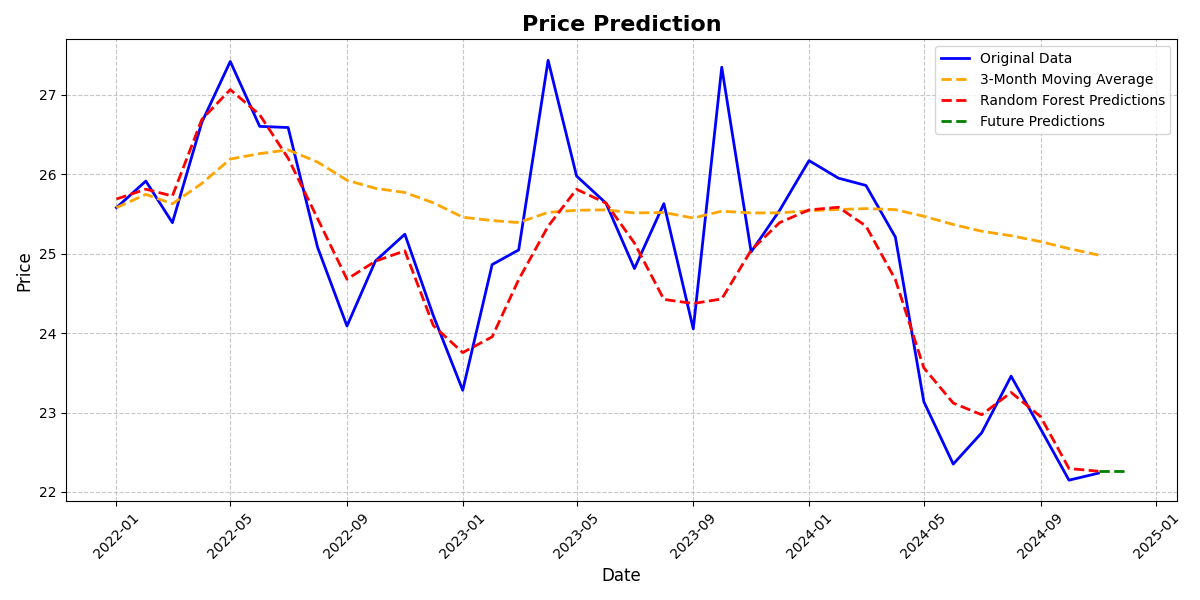 Price Prediction
Original Data
3-Month Moving Average
Random Forest Predictions
Future Predictions
Price
27
26
25
24
23
22
2022-01
2022-05
2022-09
2023-01
2023-05
2023-09
2024-01
2024-05
2024-09
2025-01
Date